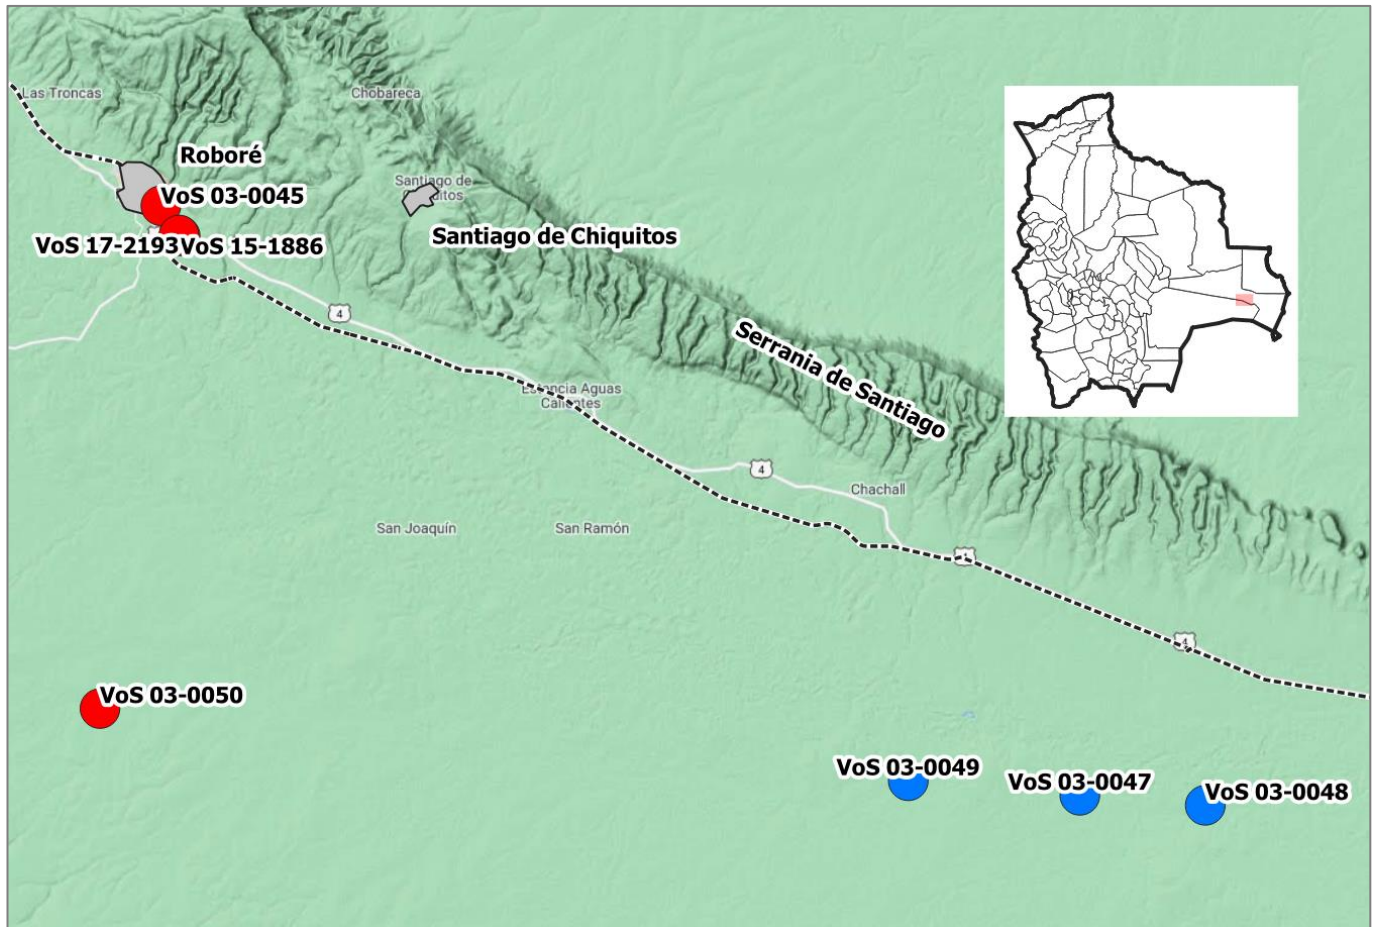 Las Troncas
Chobareca
Roboré
Santiago de
VoS 03-0045
Santiago de Chiquitos
VoS 17-2193
VoS 15-1886
4
Serrania de Santiago
Estancia Aguas
Calientes
4
Chachall
San Joaquín
San Ramón
4
VoS 03-0050
VoS 03-0049
VoS 03-0047
VoS 03-0048